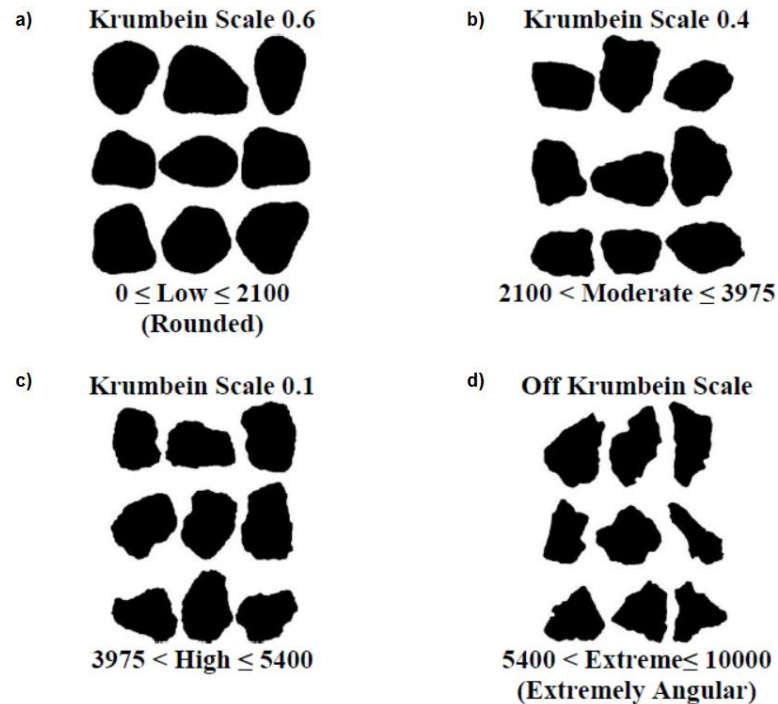 a)
Krumbein Scale 0.6
0 ≤ Low ≤ 2100
(Rounded)
b)
Krumbein Scale 0.4
2100 < Moderate ≤ 3975
c)
Krumbein Scale 0.1
3975 < High ≤ 5400
d)
Off Krumbein Scale
5400 < Extreme≤ 10000
(Extremely Angular)